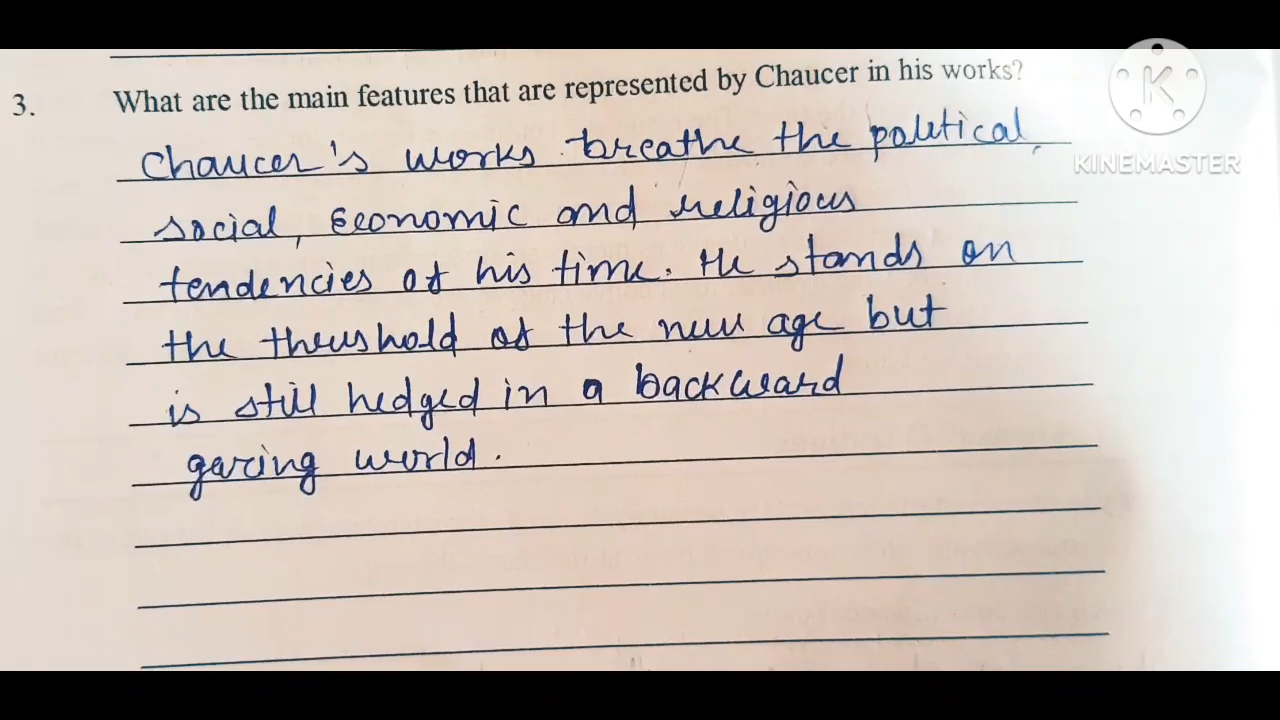 3. What are the main features that are represented by Chaucer in his works?
Chaucer's works breathe the political,
social, Economic and religious
tendencies of his time. He stands on
the threshold of the new age but
is still hedged in a backward
gazing world.
KINEMASTER